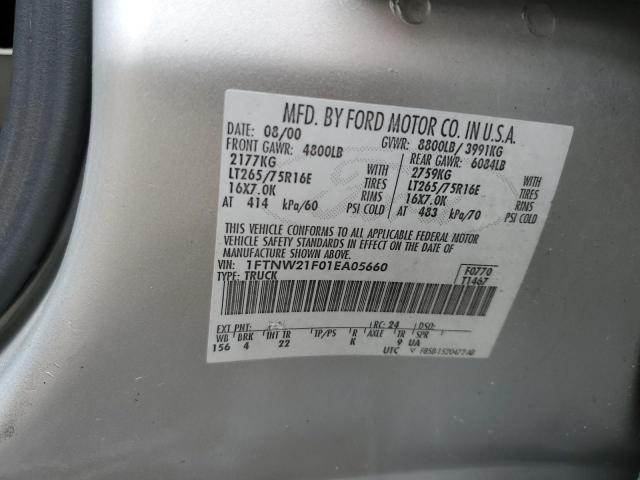 MFD. BY FORD MOTOR CO. IN U.S.A.
DATE: 08/00 GVWR: 8800LB/ 3991KG
FRONT GAWR: 4800LB REAR GAWR: 6084LB
2177KG WITH 2759KG WITH
LT265/75R16E TIRES LT265/75R16E TIRES
16X7.0K RIMS 16X7.0K RIMS
AT 414 kPa/60 PSI COLD AT 483 kPa/70 PSI COLD
THIS VEHICLE CONFORMS TO ALL APPLICABLE FEDERAL MOTOR
VEHICLE SAFETY STANDARDS IN EFFECT ON THE DATE OF
MANUFACTURE SHOWN ABOVE.
VIN: 1FTNW21F01EA05660 F0770
TYPE: TRUCK T1467
EXT PNT: RC: 24 DSO:
WB BRK INT TR TP/PS R AXLE TR SPR
156 4 22 K 9 UA
UTC